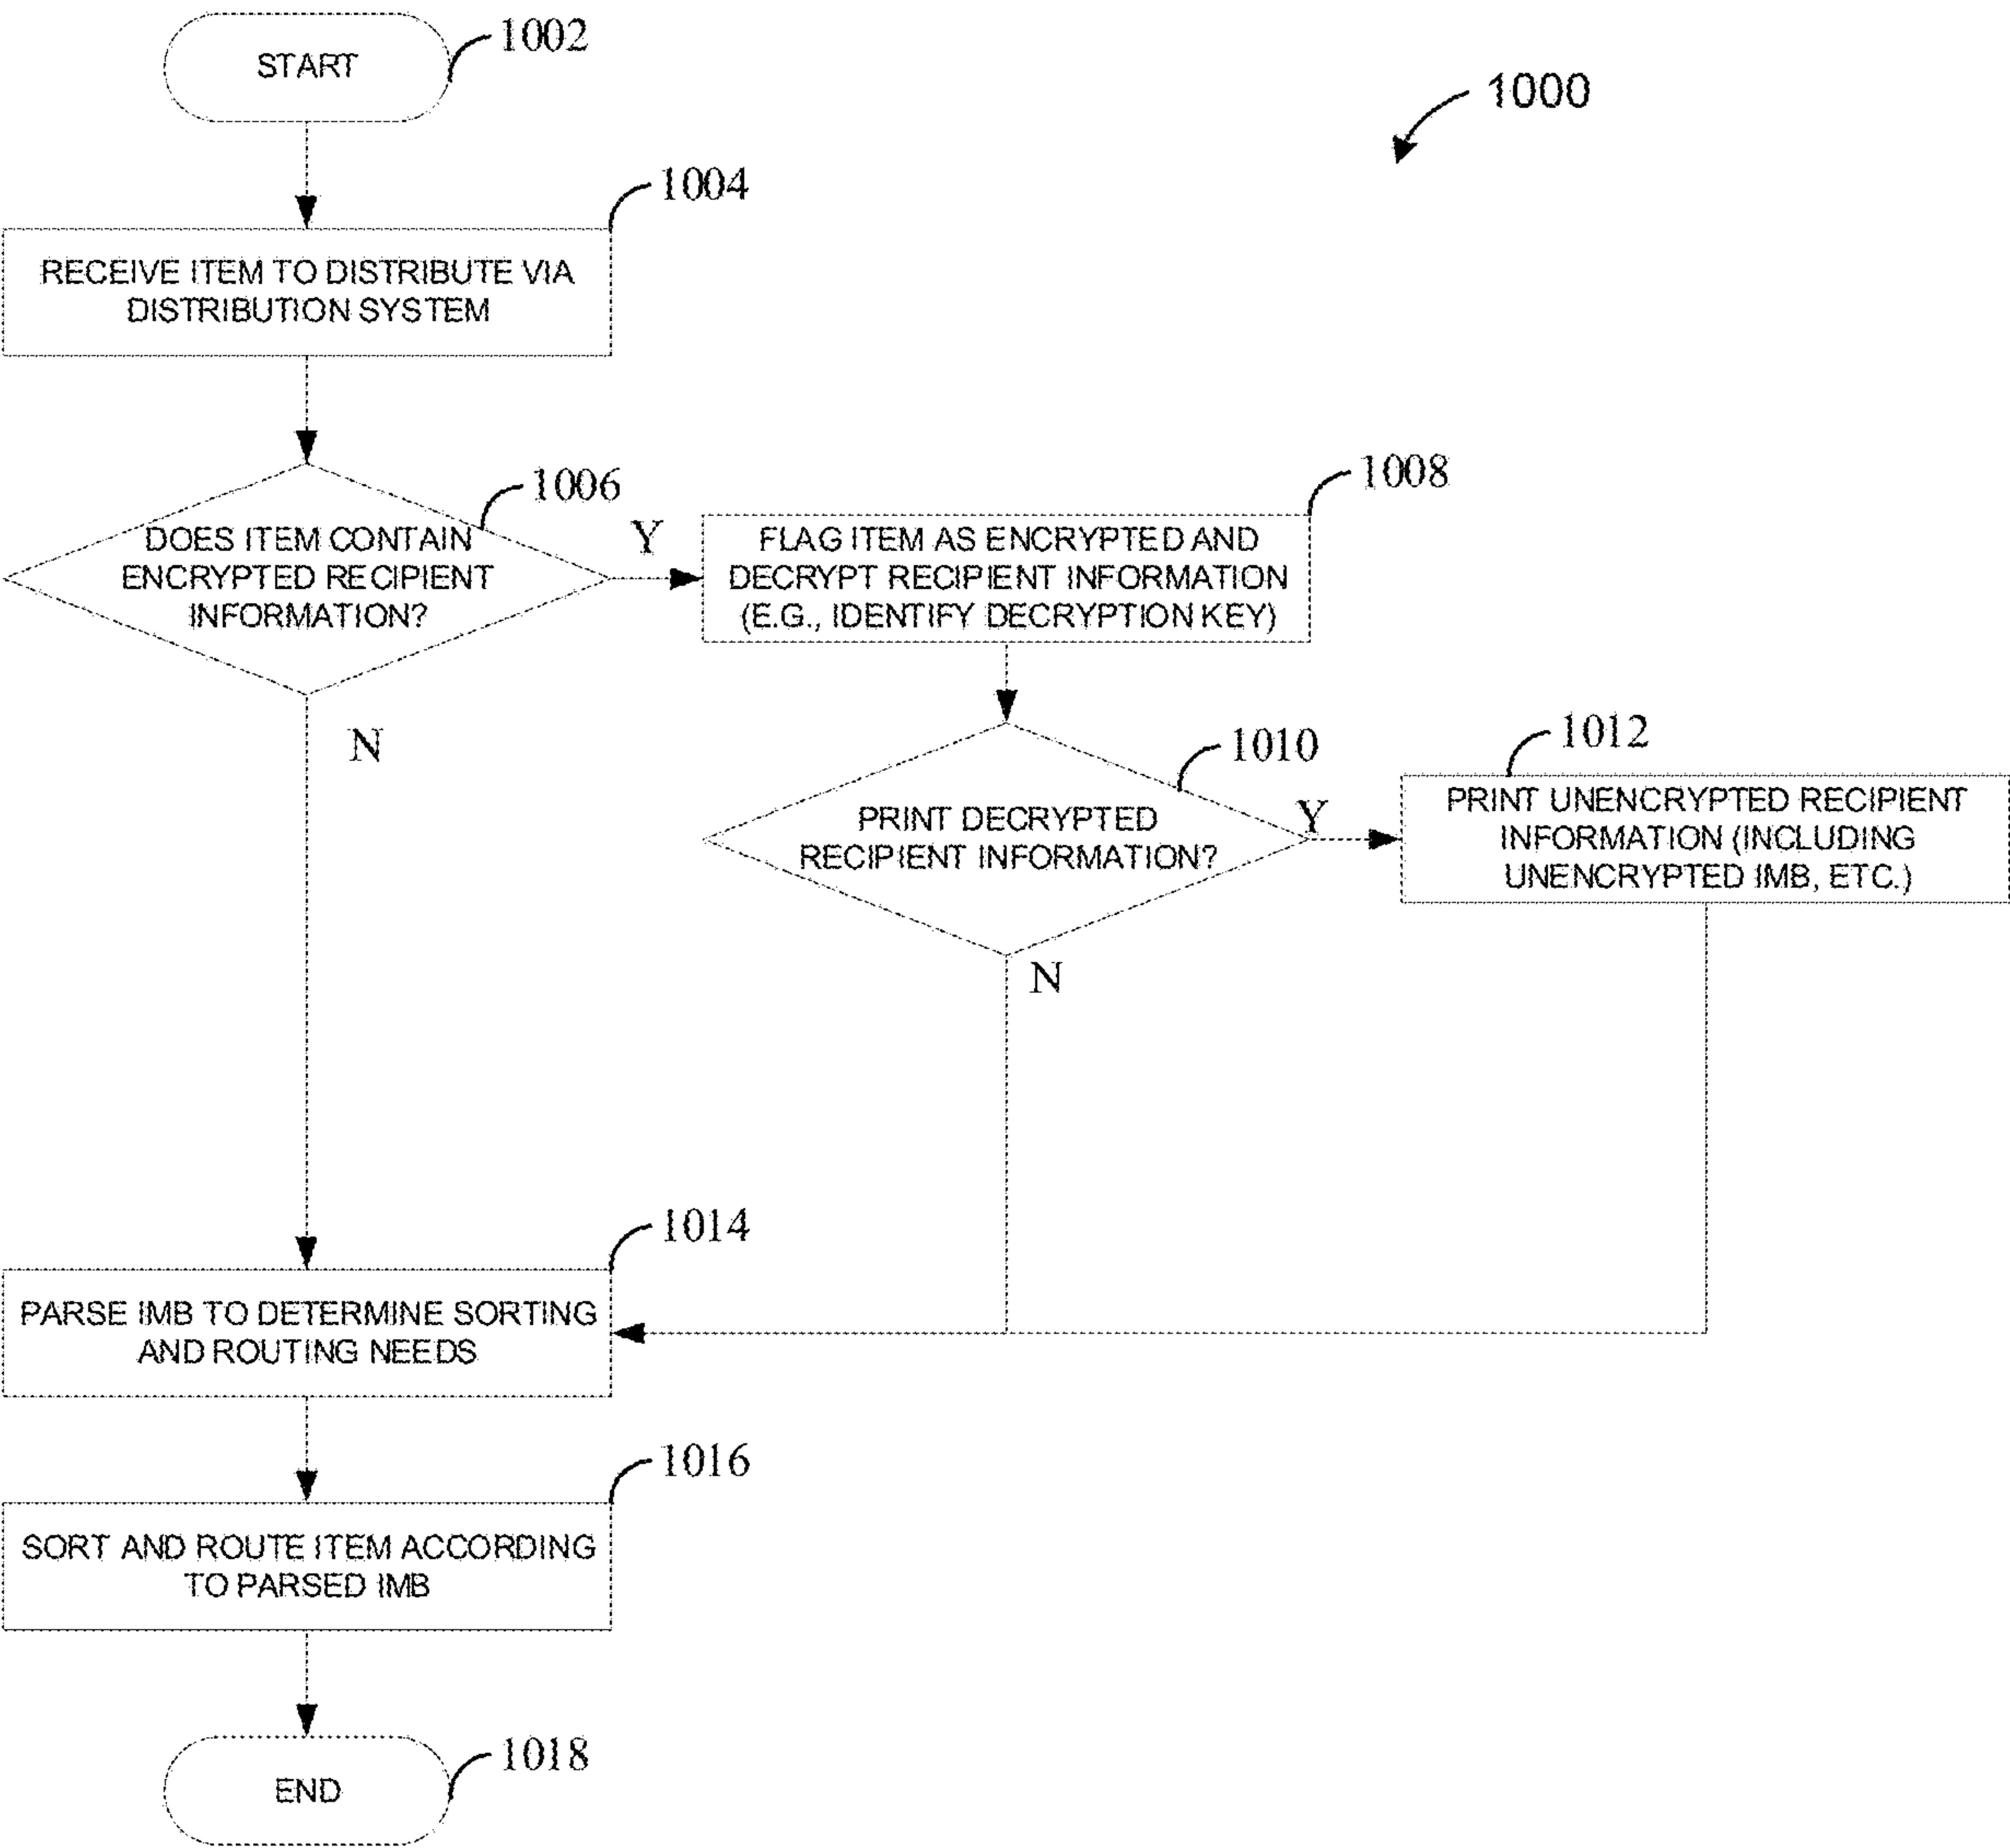 START
1002
1000
1004
RECEIVE ITEM TO DISTRIBUTE VIA
DISTRIBUTION SYSTEM
1006
DOES ITEM CONTAIN
ENCRYPTED RECIPIENT
INFORMATION?
Y
1008
FLAG ITEM AS ENCRYPTED AND
DECRYPT RECIPIENT INFORMATION
(E.G., IDENTIFY DECRYPTION KEY)
N
1010
PRINT DECRYPTED
RECIPIENT INFORMATION?
Y
1012
PRINT UNENCRYPTED RECIPIENT
INFORMATION (INCLUDING
UNENCRYPTED IMB, ETC.)
N
1014
PARSE IMB TO DETERMINE SORTING
AND ROUTING NEEDS
1016
SORT AND ROUTE ITEM ACCORDING
TO PARSED IMB
1018
END